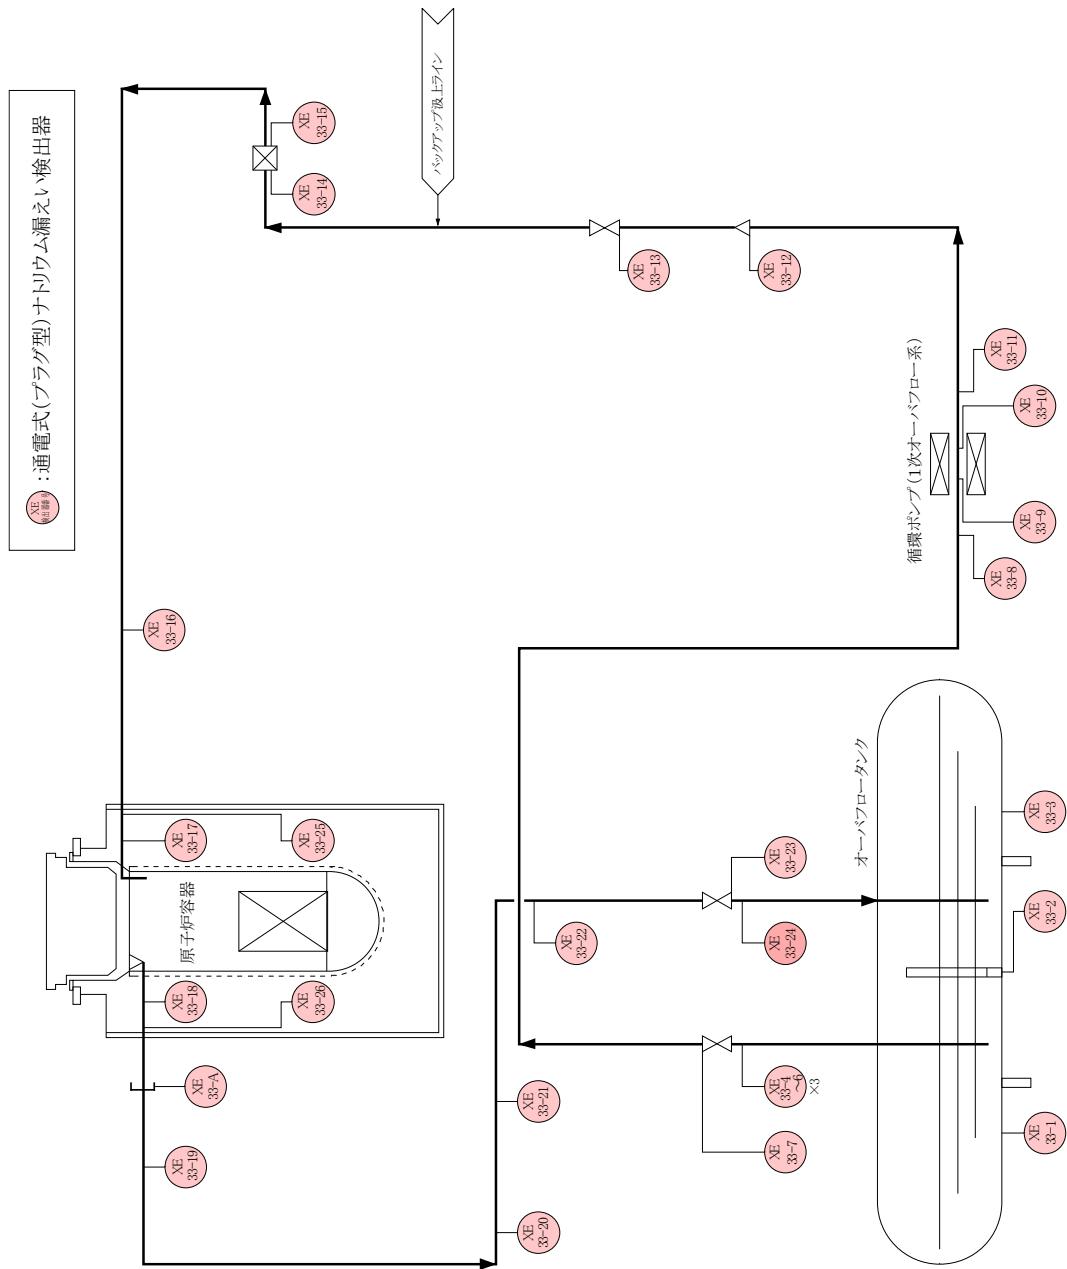 XE
検出器番号
:通電式(プラグ型)ナトリウム漏えい検出器
バックアップ汲上ライン
XE
33-15
XE
33-14
XE
33-13
XE
33-12
XE
33-11
XE
33-10
循環ポンプ(1次オーバフロー系)
XE
33-9
XE
33-8
XE
33-16
XE
33-17
XE
33-25
原子炉容器
XE
33-18
XE
33-26
XE
33-A
XE
33-19
XE
33-20
XE
33-21
XE
33-22
XE
33-23
XE
33-24
XE
33-4
~6
×3
XE
33-7
オーバフロータンク
XE
33-3
XE
33-2
XE
33-1